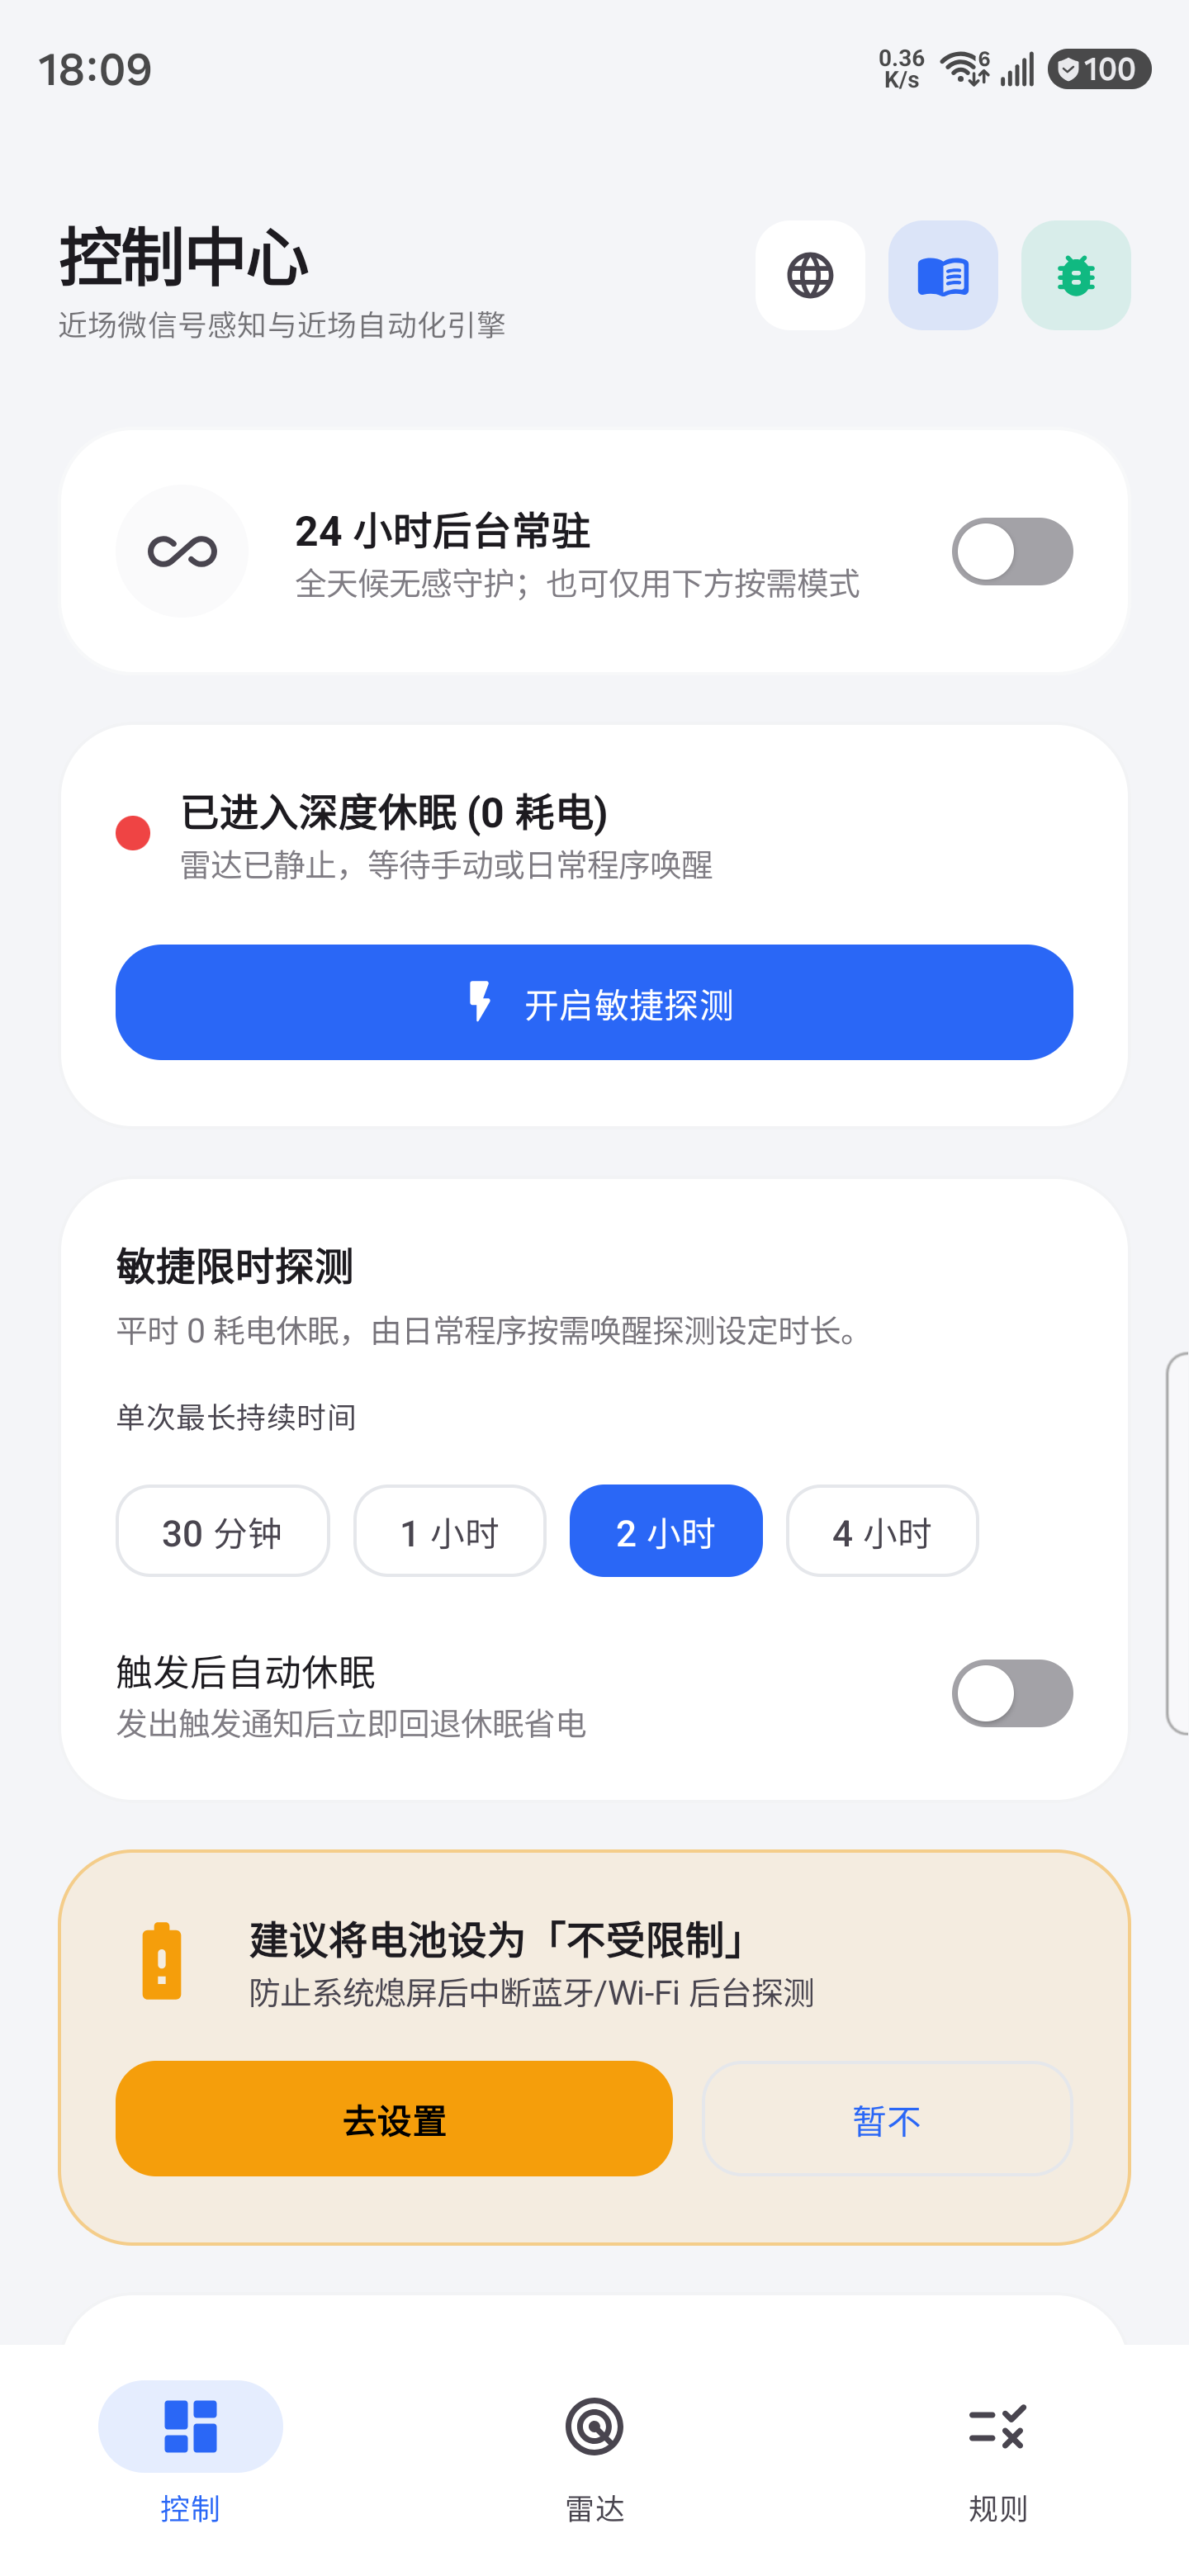 18:09
0.36
K/s
6
100
控制中心
近场微信号感知与近场自动化引擎
24 小时后台常驻
全天候无感守护；也可仅用下方按需模式
已进入深度休眠 (0 耗电)
雷达已静止，等待手动或日常程序唤醒
开启敏捷探测
敏捷限时探测
平时 0 耗电休眠，由日常程序按需唤醒探测设定时长。
单次最长持续时间
30 分钟
1 小时
2 小时
4 小时
触发后自动休眠
发出触发通知后立即回退休眠省电
建议将电池设为「不受限制」
防止系统熄屏后中断蓝牙/Wi-Fi 后台探测
去设置
暂不
控制
雷达
规则